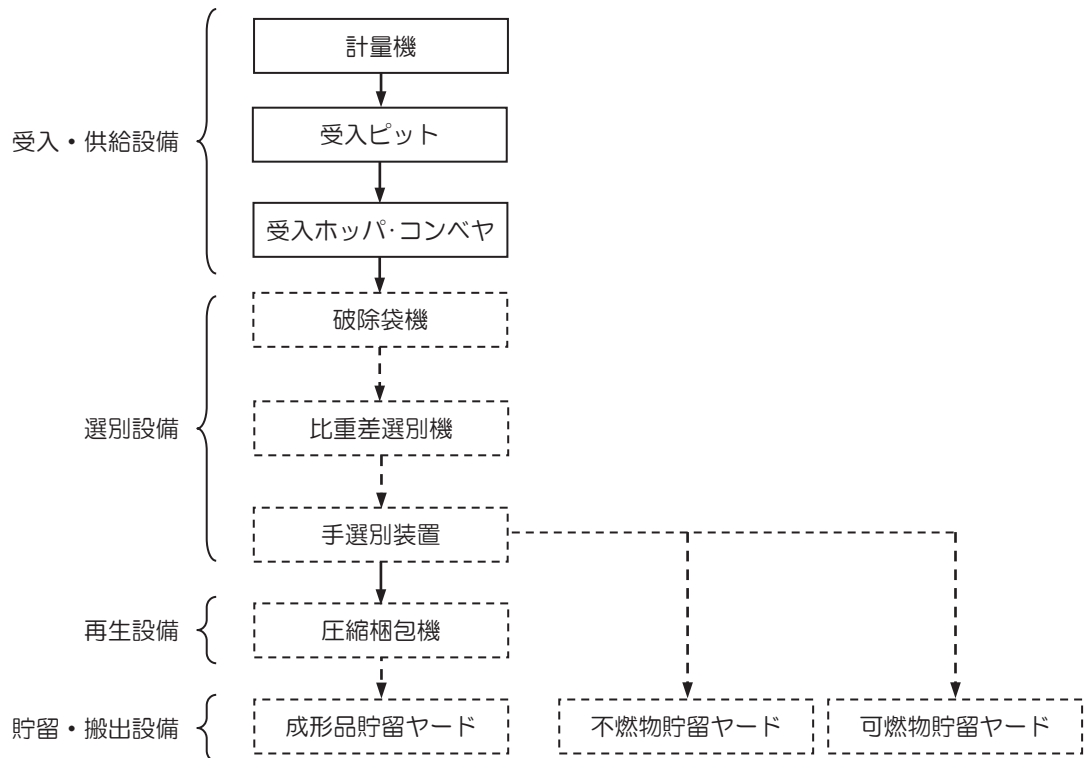 計量機
受入・供給設備
受入ピット
受入ホッパ・コンベヤ
破除袋機
選別設備
比重差選別機
手選別装置
再生設備
圧縮梱包機
貯留・搬出設備
成形品貯留ヤード
不燃物貯留ヤード
可燃物貯留ヤード